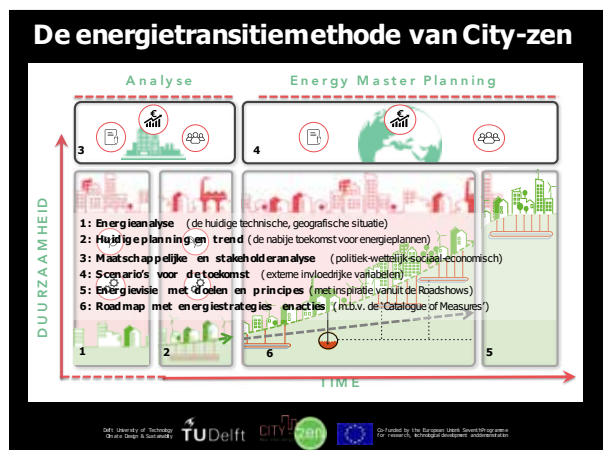 De energietransitiemethode van City-zen
Analyse
Energy Master Planning
€
€
3
4
DUURZAAMHEID
1: Energieanalyse (de huidige technische, geografische situatie)
2: Huidige planning en trend (de nabije toekomst voor energieplannen)
3: Maatschappelijke en stakeholderanalyse (politiek-wettelijk-sociaal-economisch)
4: Scenario's voor de toekomst (externe invloedrijke variabelen)
5: Energievisie met doelen en principes (met inspiratie vanuit de Roadshows)
6: Roadmap met energiestrategies en acties (m.b.v. de 'Catalogue of Measures')
1
2
6
5
TIME
Delft University of Technology
Climate Design & Sustainability
TUDelft
CITY
zen
Co-funded by the European Union's Seventh Programme
for research, technological development and demonstration